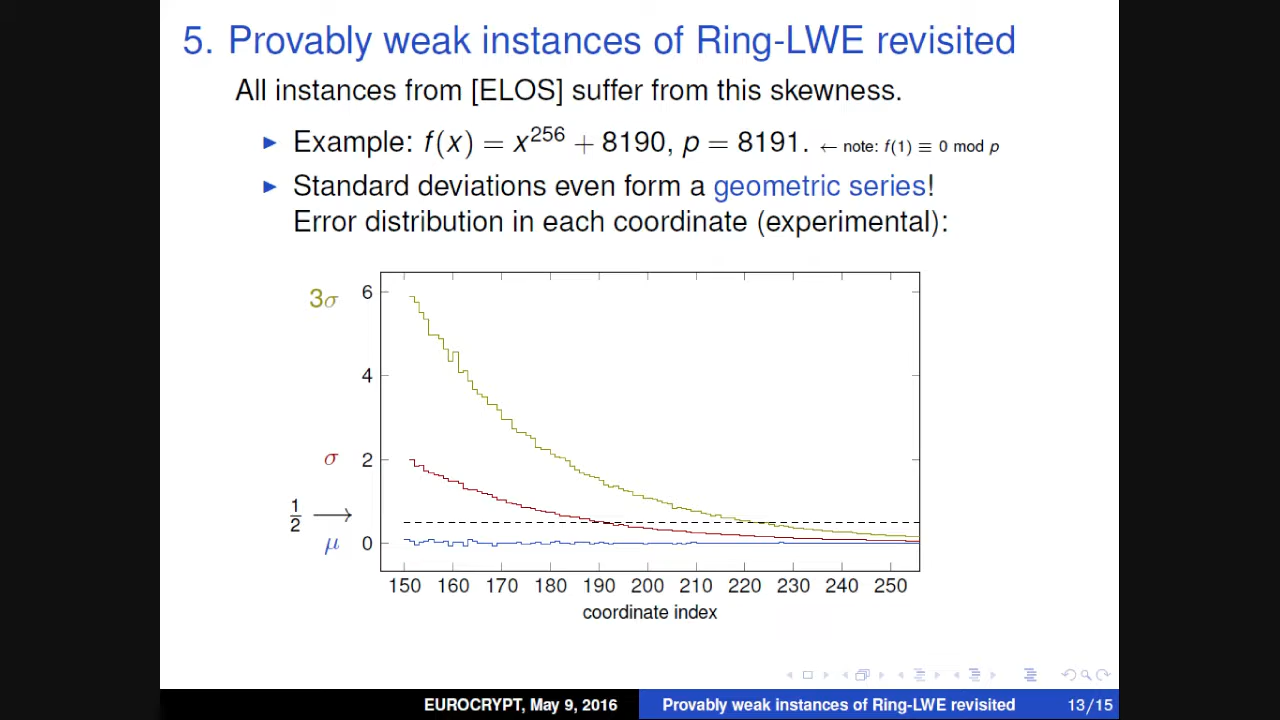 5. Provably weak instances of Ring-LWE revisited
All instances from [ELOS] suffer from this skewness.
▶ Example: f(x) = x^256 + 8190, p = 8191. ← note: f(1) ≡ 0 mod p
▶ Standard deviations even form a geometric series!
Error distribution in each coordinate (experimental):
3σ
6
4
σ
2
1/2 →
μ
0
150 160 170 180 190 200 210 220 230 240 250
coordinate index
EUROCRYPT, May 9, 2016 Provably weak instances of Ring-LWE revisited 13/15